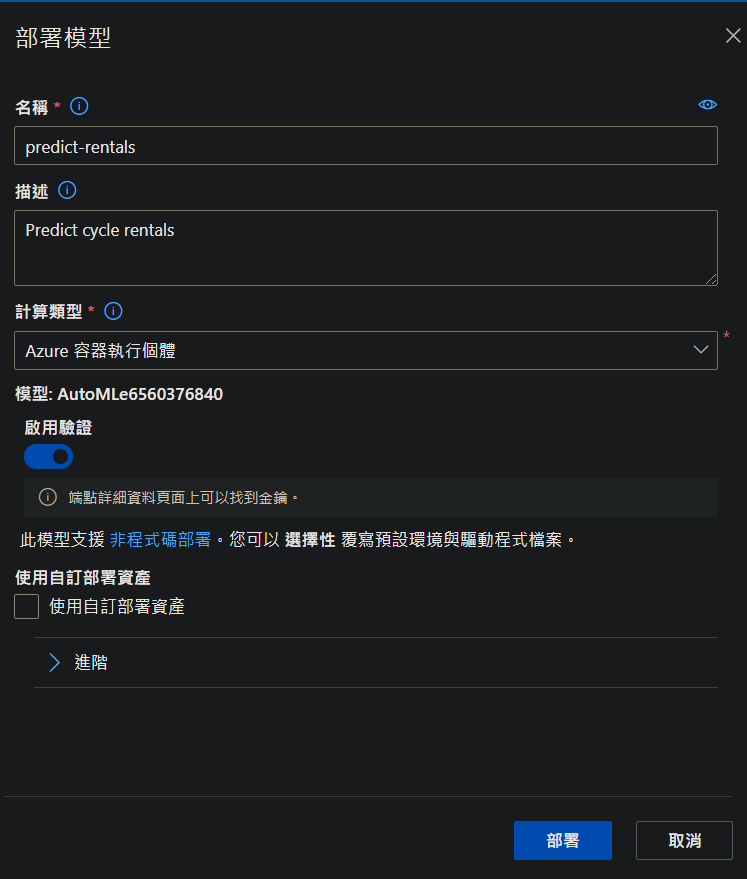 部署模型
名稱 *
predict-rentals
描述
Predict cycle rentals
計算類型 *
Azure 容器執行個體
*
模型: AutoMLe6560376840
啟用驗證
端點詳細資料頁面上可以找到金鑰。
此模型支援 非程式碼部署。您可以 選擇性 覆寫預設環境與驅動程式檔案。
使用自訂部署資產
使用自訂部署資產
進階
部署
取消